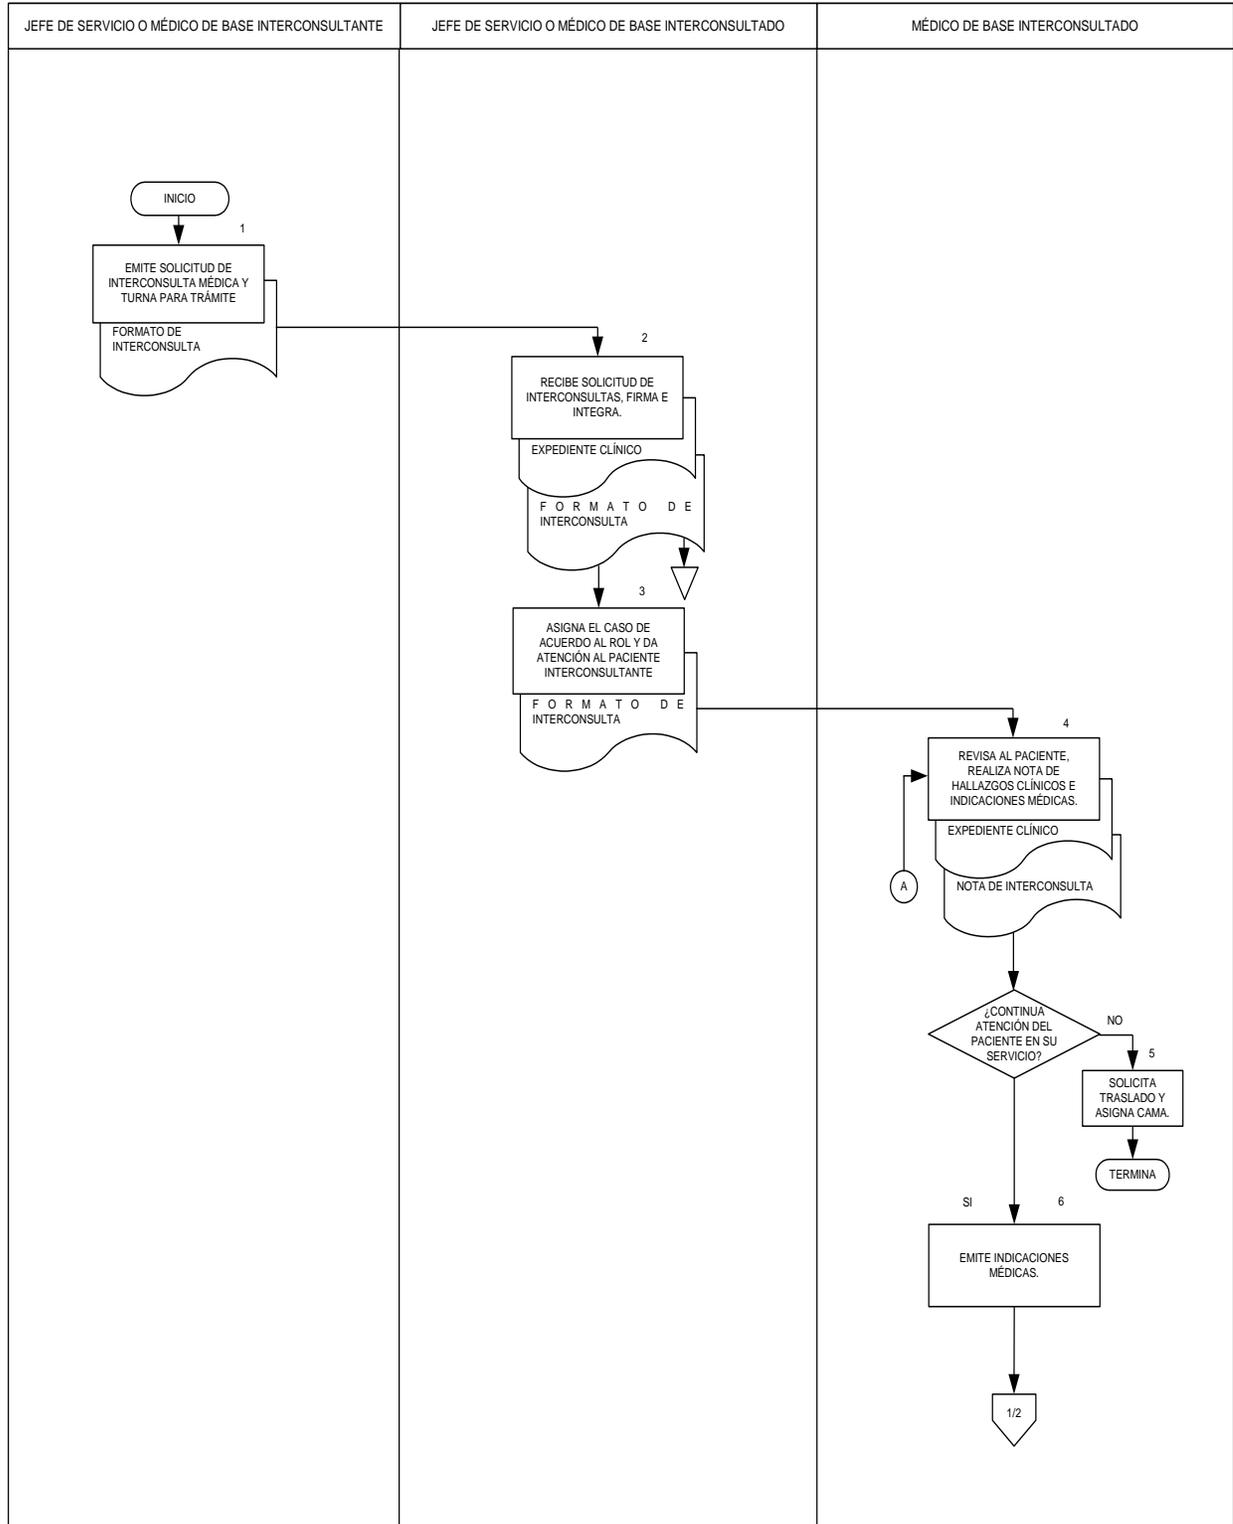 JEFE DE SERVICIO O MÉDICO DE BASE INTERCONSULTANTE
JEFE DE SERVICIO O MÉDICO DE BASE INTERCONSULTADO
MÉDICO DE BASE INTERCONSULTADO
INICIO
1
EMITE SOLICITUD DE
INTERCONSULTA MÉDICA Y
TURNA PARA TRÁMITE
FORMATO DE
INTERCONSULTA
2
RECIBE SOLICITUD DE
INTERCONSULTAS, FIRMA E
INTEGRA.
EXPEDIENTE CLÍNICO
FORMATO DE
INTERCONSULTA
3
ASIGNA EL CASO DE
ACUERDO AL ROL Y DA
ATENCIÓN AL PACIENTE
INTERCONSULTANTE
FORMATO DE
INTERCONSULTA
4
REVISA AL PACIENTE,
REALIZA NOTA DE
HALLAZGOS CLÍNICOS E
INDICACIONES MÉDICAS.
EXPEDIENTE CLÍNICO
A
NOTA DE INTERCONSULTA
¿CONTINUA
ATENCIÓN DEL
PACIENTE EN SU
SERVICIO?
NO
5
SOLICITA
TRASLADO Y
ASIGNA CAMA.
TERMINA
SI
6
EMITE INDICACIONES
MÉDICAS.
1/2